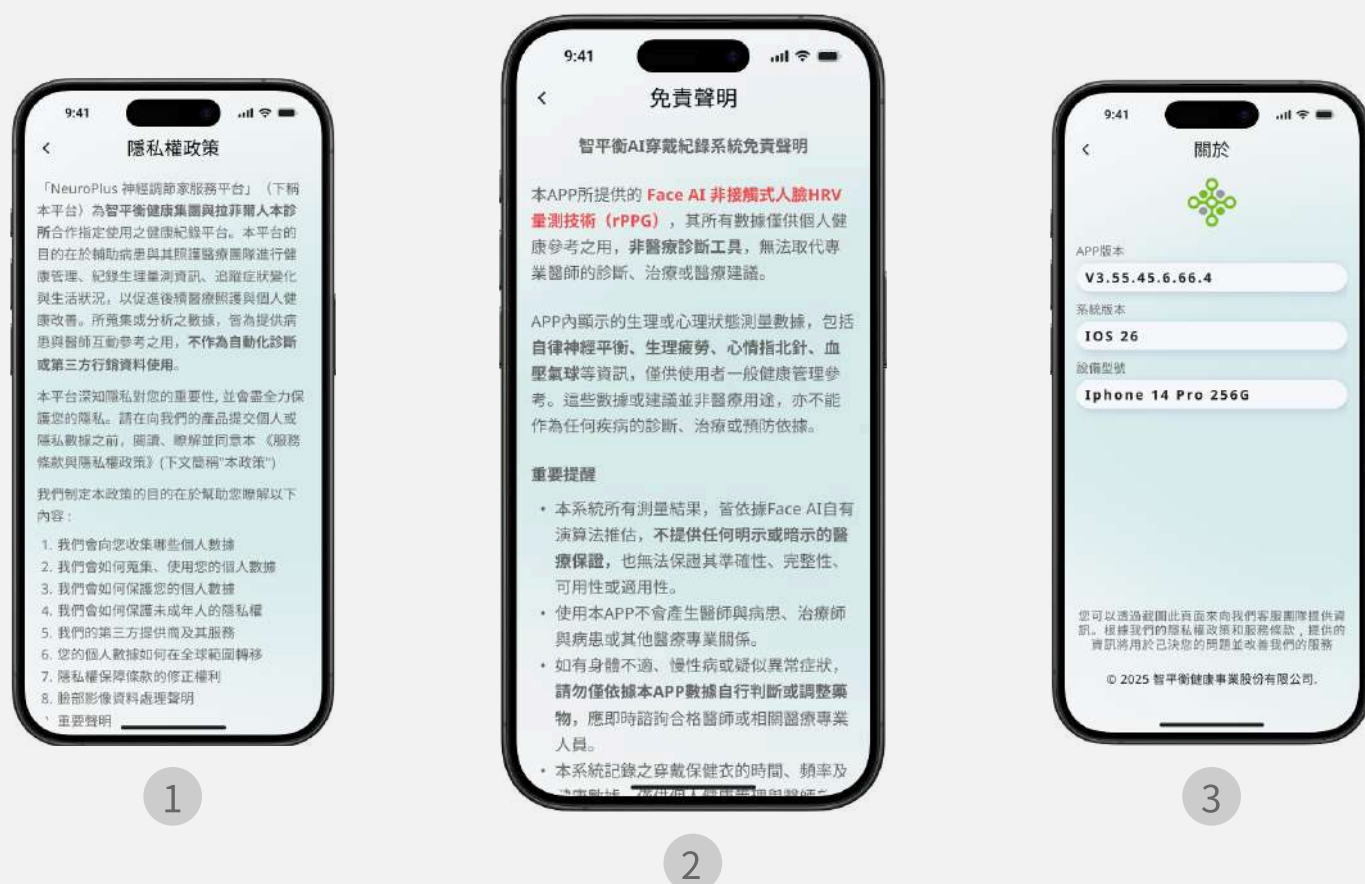 9:41
隱私權政策
「NeuroPlus 神經調節家服務平台」（下稱
本平台）為智平衡健康集團與拉菲爾人本診
所合作指定使用之健康紀錄平台。本平台的
目的在於輔助病患與其照護醫療團隊進行健
康管理、紀錄生理量測資訊、追蹤症狀變化
與生活狀況，以促進後續醫療照護與個人健
康改善。所蒐集或分析之數據，皆為提供病
患與醫師互動參考之用，不作為自動化診斷
或第三方行銷資料使用。
本平台深知隱私對您的重要性, 並會盡全力保
護您的隱私。請在向我們的產品提交個人或
隱私數據之前，閱讀、瞭解並同意本 《服務
條款與隱私權政策》(下文簡稱"本政策")
我們制定本政策的目的在於幫助您瞭解以下
內容：
1. 我們會向您收集哪些個人數據
2. 我們會如何蒐集、使用您的個人數據
3. 我們會如何保護您的個人數據
4. 我們會如何保護未成年人的隱私權
5. 我們的第三方提供商及其服務
6. 您的個人數據如何在全球範圍轉移
7. 隱私權保障條款的修正權利
8. 臉部影像資料處理聲明
重要聲明
1
9:41
免責聲明
智平衡AI穿戴紀錄系統免責聲明
本APP所提供的 Face AI 非接觸式人臉HRV
量測技術（rPPG），其所有數據僅供個人健
康參考之用，非醫療診斷工具，無法取代專
業醫師的診斷、治療或醫療建議。
APP內顯示的生理或心理狀態測量數據，包括
自律神經平衡、生理疲勞、心情指北針、血
壓氣球等資訊，僅供使用者一般健康管理參
考。這些數據或建議並非醫療用途，亦不能
作為任何疾病的診斷、治療或預防依據。
重要提醒
• 本系統所有測量結果，皆依據Face AI自有
演算法推估，不提供任何明示或暗示的醫
療保證，也無法保證其準確性、完整性、
可用性或適用性。
• 使用本APP不會產生醫師與病患、治療師
與病患或其他醫療專業關係。
• 如有身體不適、慢性病或疑似異常症狀，
請勿僅依據本APP數據自行判斷或調整藥
物，應即時諮詢合格醫師或相關醫療專業
人員。
• 本系統記錄之穿戴保健衣的時間、頻率及
2
9:41
關於
APP版本
V3.55.45.6.66.4
系統版本
IOS 26
設備型號
Iphone 14 Pro 256G
您可以透過截圖此頁面來向我們客服團隊提供資
訊。根據我們的隱私權政策和服務條款，提供的
資訊將用於己決您的問題並改善我們的服務
© 2025 智平衡健康事業股份有限公司.
3